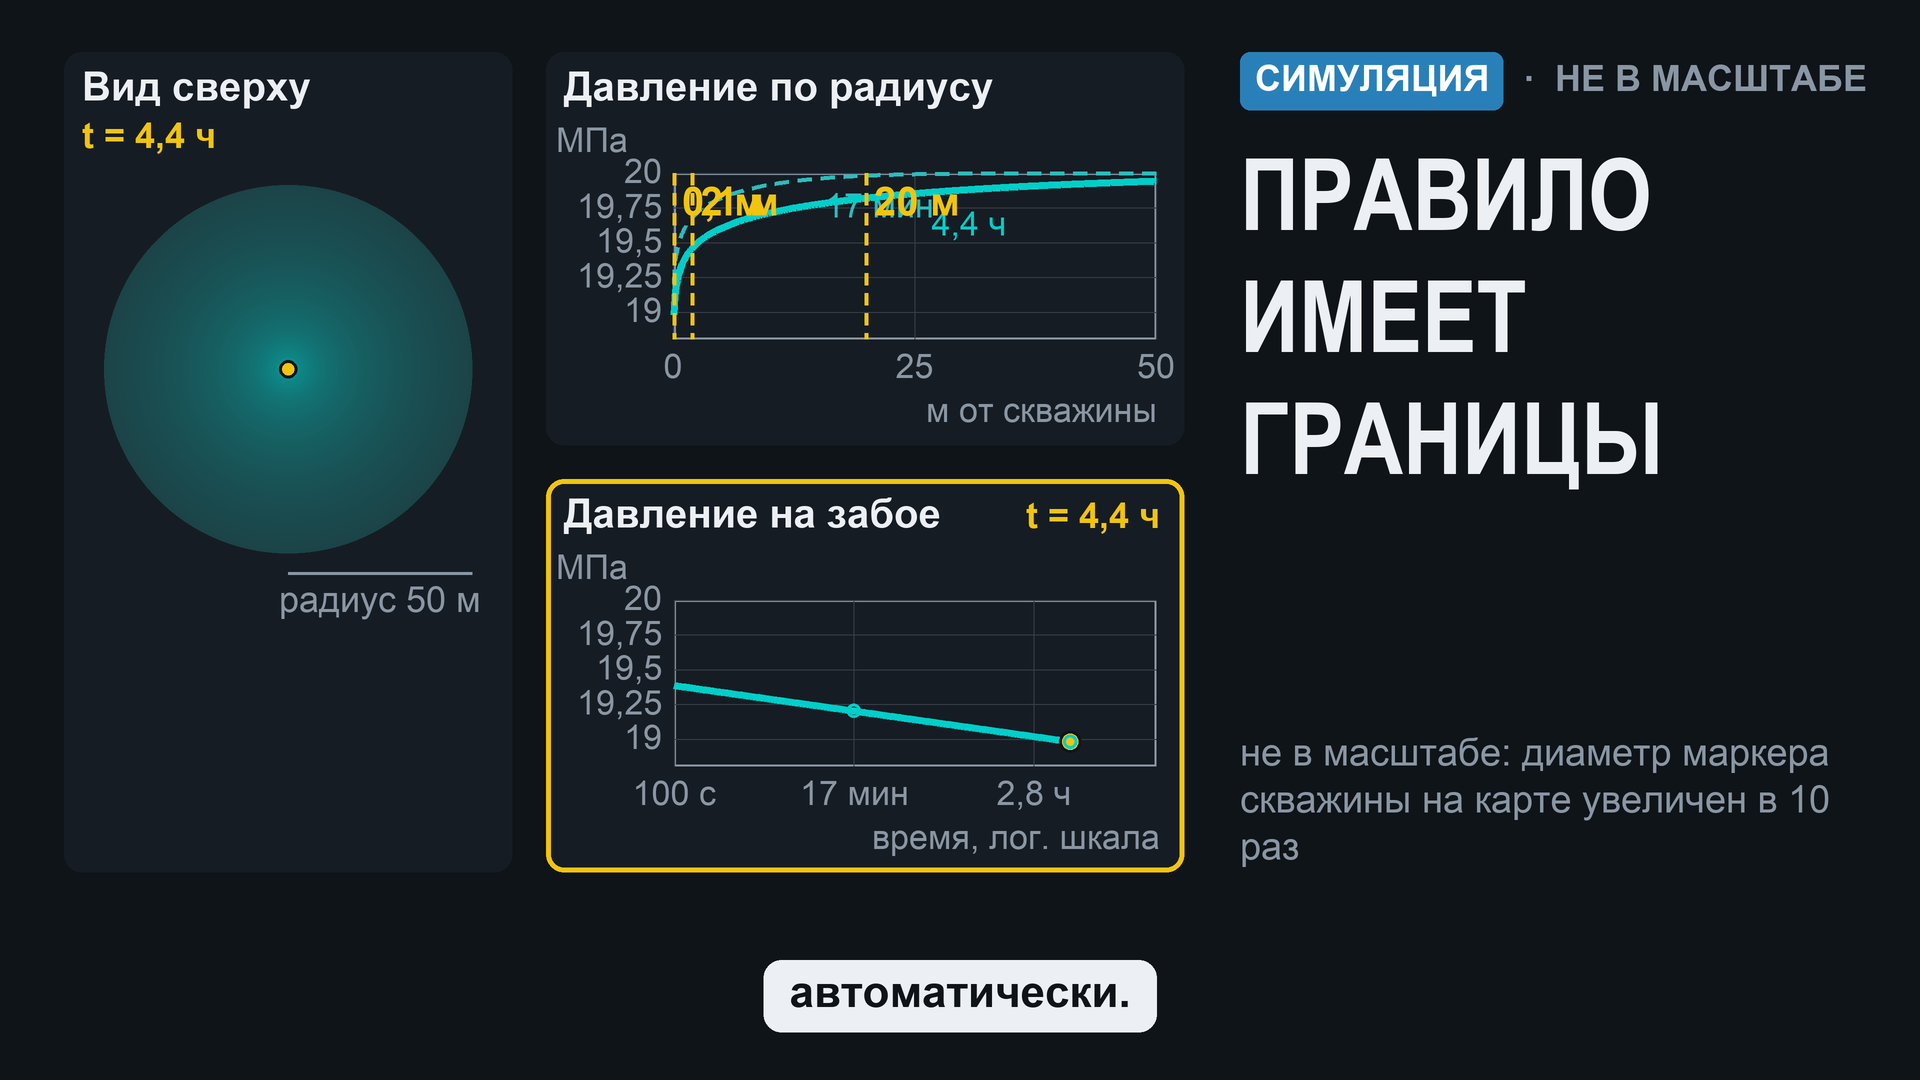 Вид сверху
t = 4,4 ч
радиус 50 м
Давление по радиусу
МПа
20
19,75
19,5
19,25
19
20 м
4,4 ч
0
25
50
м от скважины
Давление на забое
t = 4,4 ч
МПа
20
19,75
19,5
19,25
19
100 с
17 мин
2,8 ч
время, лог. шкала
СИМУЛЯЦИЯ · НЕ В МАСШТАБЕ
ПРАВИЛО
ИМЕЕТ
ГРАНИЦЫ
не в масштабе: диаметр маркера
скважины на карте увеличен в 10
раз
автоматически.